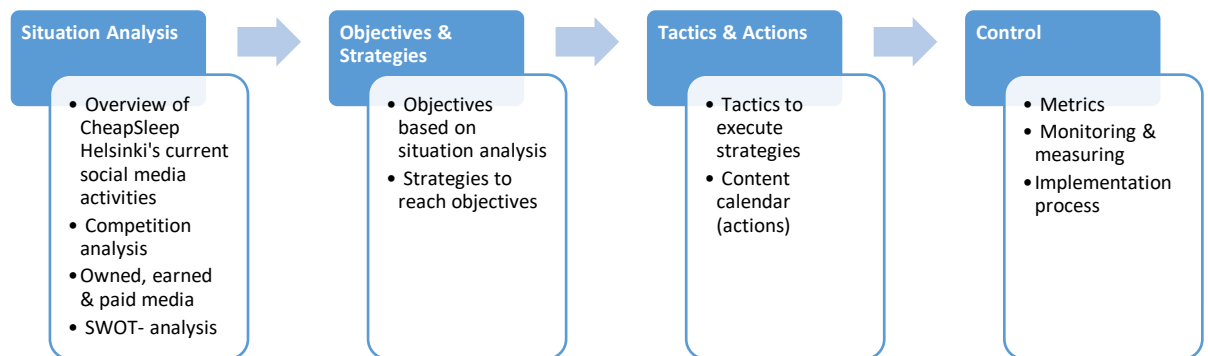 Situation Analysis
• Overview of
CheapSleep
Helsinki's current
social media
activities
• Competition
analysis
•Owned, earned
& paid media
• SWOT- analysis
Objectives &
Strategies
• Objectives
based on
situation analysis
• Strategies to
reach objectives
Tactics & Actions
• Tactics to
execute
strategies
• Content
calendar
(actions)
Control
• Metrics
• Monitoring &
measuring
•Implementation
process